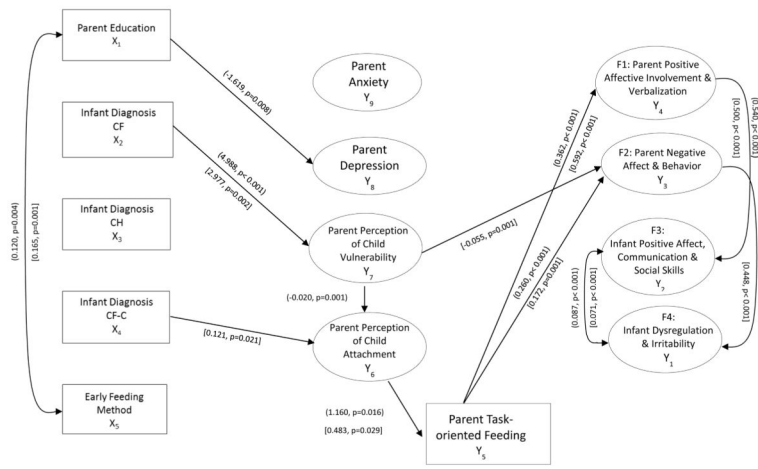 Parent Education
X1
Infant Diagnosis
CF
X2
Infant Diagnosis
CH
X3
Infant Diagnosis
CF-C
X4
Early Feeding
Method
X5
(0.120, p=0.004)
[0.165, p=0.001]
(-1.619, p=0.008)
(4.988, p< 0.001)
[2.977, p=0.002]
[0.121, p=0.021]
Parent
Anxiety
Y9
Parent
Depression
Y8
Parent Perception
of Child
Vulnerability
Y7
(-0.020, p=0.001)
Parent Perception
of Child
Attachment
Y6
(1.160, p=0.016)
[0.483, p=0.029]
Parent Task-
oriented Feeding
Y5
[-0.055, p=0.001]
(0.362, p< 0.001)
[0.592, p< 0.001]
(0.260, p< 0.001)
[0.172, p=0.001]
F1: Parent Positive
Affective Involvement &
Verbalization
Y4
F2: Parent Negative
Affect & Behavior
Y3
F3:
Infant Positive Affect,
Communication &
Social Skills
Y2
F4:
Infant Dysregulation
& Irritability
Y1
[0.500, p< 0.001]
[0.448, p< 0.001]
(0.087, p< 0.001)
[0.071, p< 0.001]